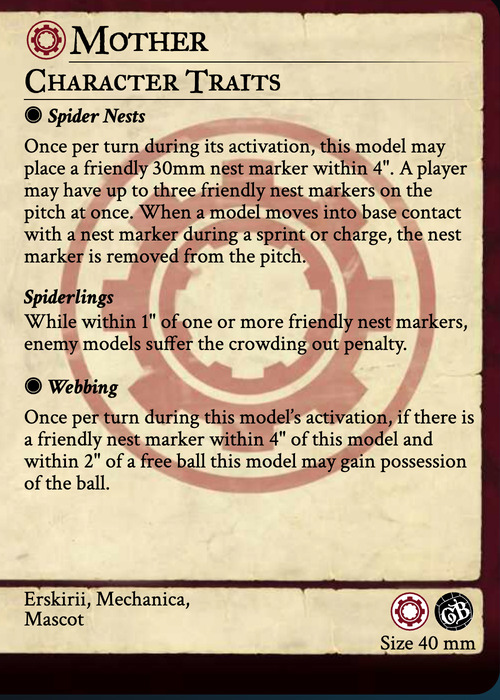 Mother
Character Traits
Spider Nests
Once per turn during its activation, this model may
place a friendly 30mm nest marker within 4". A player
may have up to three friendly nest markers on the
pitch at once. When a model moves into base contact
with a nest marker during a sprint or charge, the nest
marker is removed from the pitch.
Spiderlings
While within 1" of one or more friendly nest markers,
enemy models suffer the crowding out penalty.
Webbing
Once per turn during this model's activation, if there is
a friendly nest marker within 4" of this model and
within 2" of a free ball this model may gain possession
of the ball.
Erskirii, Mechanica,
Mascot
GB
Size 40 mm